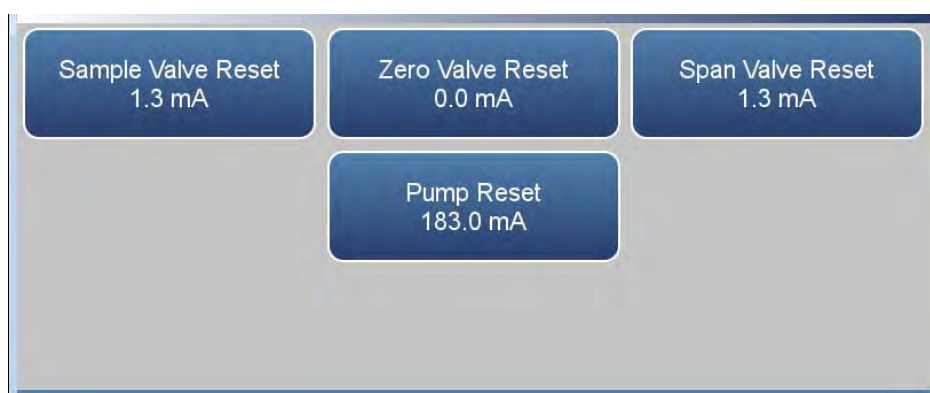 Sample Valve Reset
1.3 mA
Zero Valve Reset
0.0 mA
Span Valve Reset
1.3 mA
Pump Reset
183.0 mA